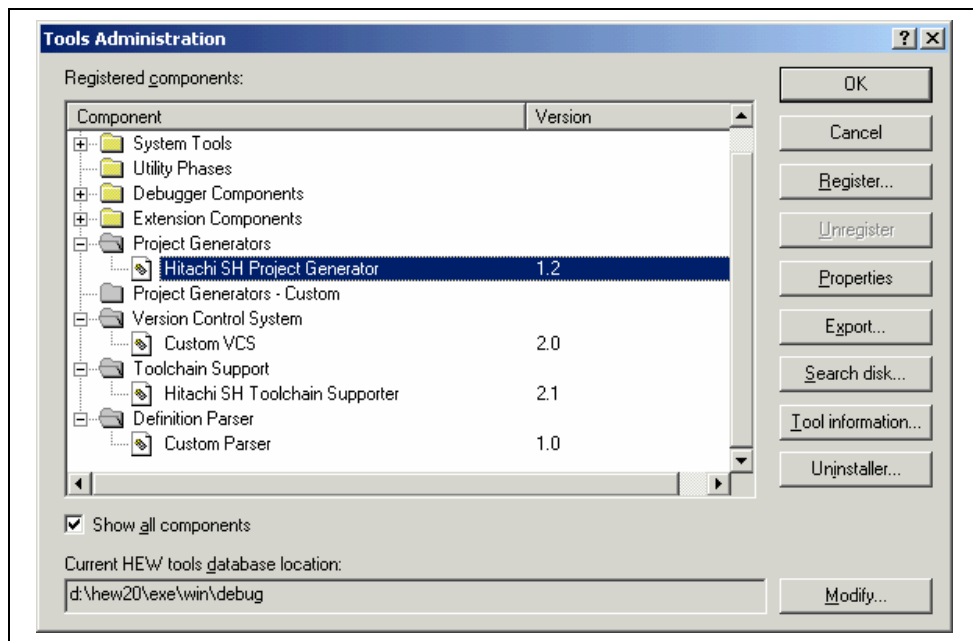 Tools Administration
Registered components:
Component Version
System Tools
Utility Phases
Debugger Components
Extension Components
Project Generators
Hitachi SH Project Generator 1.2
Project Generators - Custom
Version Control System
Custom VCS 2.0
Toolchain Support
Hitachi SH Toolchain Supporter 2.1
Definition Parser
Custom Parser 1.0
Show all components
Current HEW tools database location:
d:\hew20\exe\win\debug
OK
Cancel
Register...
Unregister
Properties
Export...
Search disk...
Tool information...
Uninstaller...
Modify...